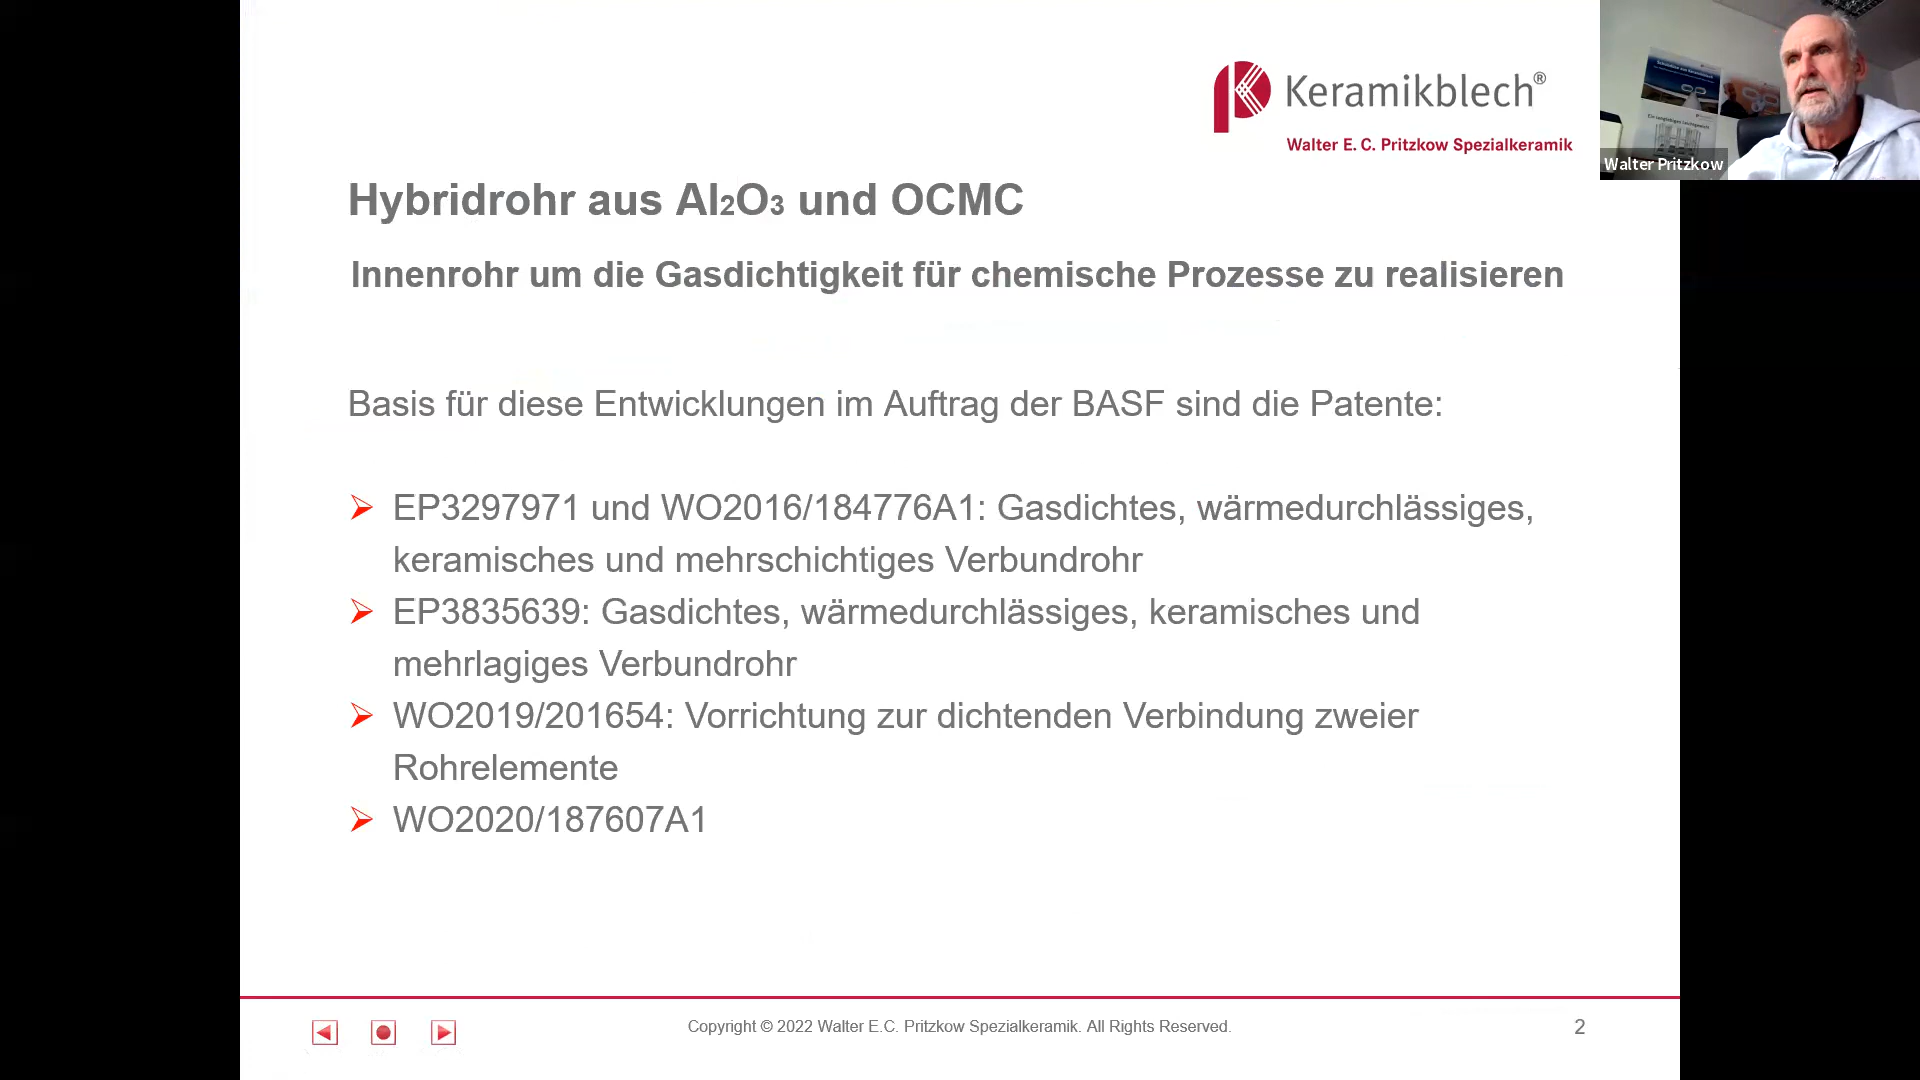 Keramikblech®
Walter E. C. Pritzkow Spezialkeramik
Walter Pritzkow
Hybridrohr aus Al₂O₃ und OCMC
Innenrohr um die Gasdichtigkeit für chemische Prozesse zu realisieren
Basis für diese Entwicklungen im Auftrag der BASF sind die Patente:
EP3297971 und WO2016/184776A1: Gasdichtes, wärmedurchlässiges,
keramisches und mehrschichtiges Verbundrohr
EP3835639: Gasdichtes, wärmedurchlässiges, keramisches und
mehrlagiges Verbundrohr
WO2019/201654: Vorrichtung zur dichtenden Verbindung zweier
Rohrelemente
WO2020/187607A1
Copyright © 2022 Walter E.C. Pritzkow Spezialkeramik. All Rights Reserved.
2